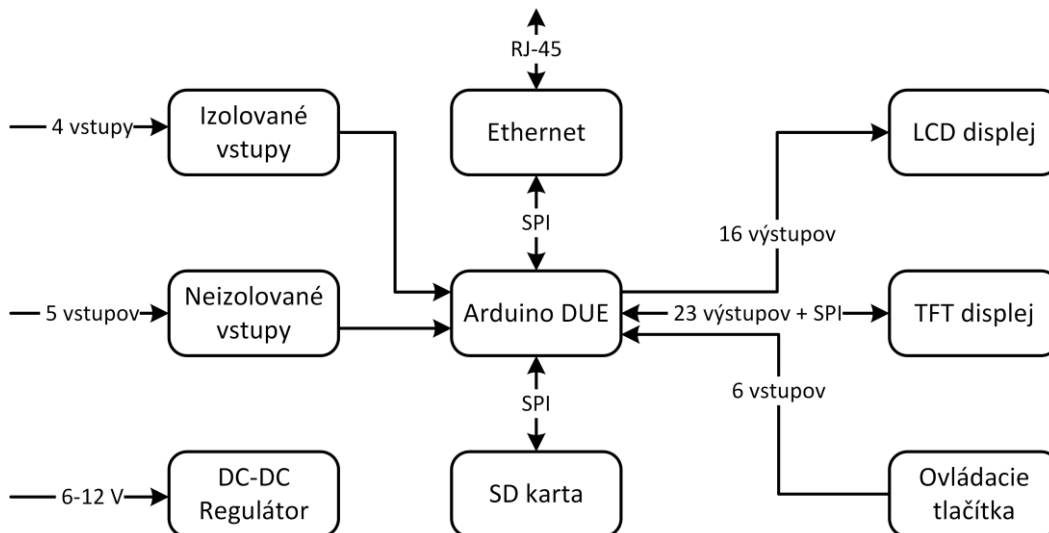 RJ-45
4 vstupy
Izolované
vstupy
Ethernet
LCD displej
SPI
16 výstupov
5 vstupov
Neizolované
vstupy
Arduino DUE
23 výstupov + SPI
TFT displej
SPI
6 vstupov
6-12 V
DC-DC
Regulátor
SD karta
Ovládacie
tlačítka